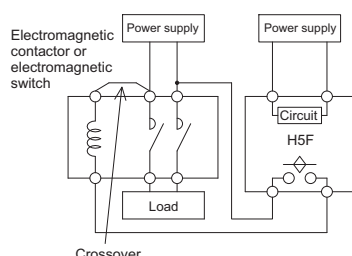 Power supply
Power supply
Electromagnetic
contactor or
electromagnetic
switch
Circuit
H5F
Load
Crossover